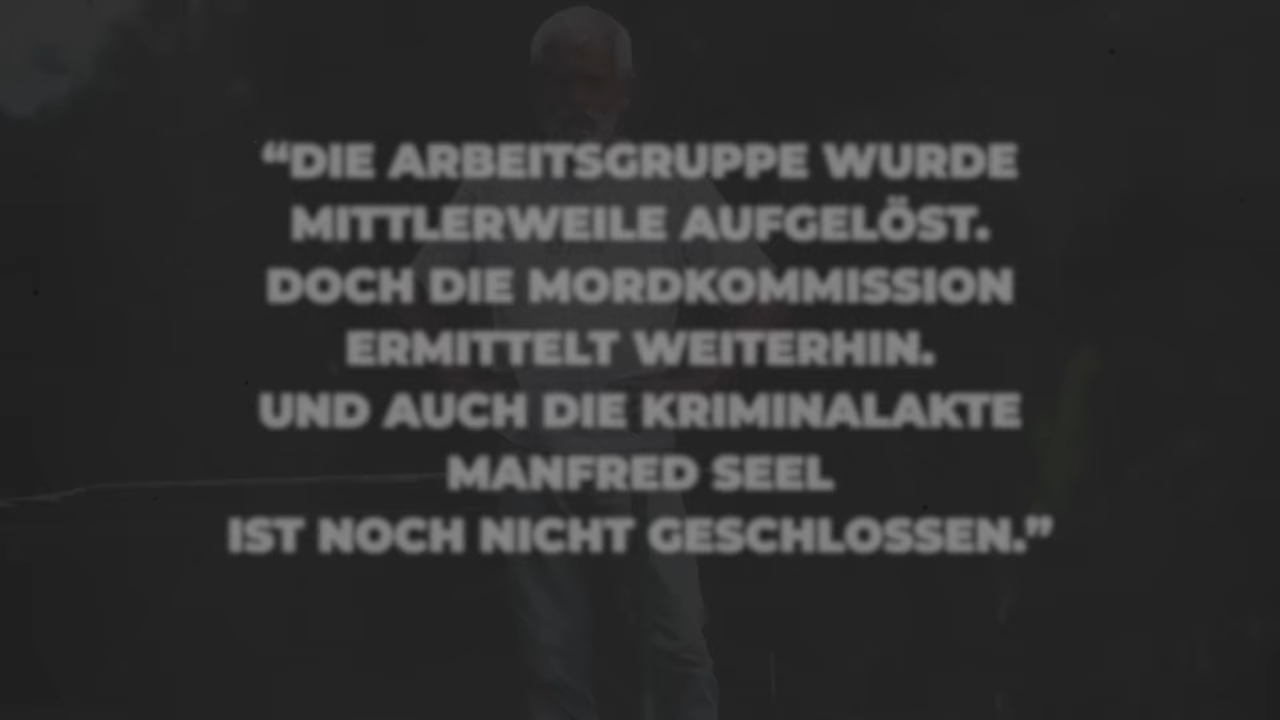 “DIE ARBEITSGRUPPE WURDE
MITTLERWEILE AUFGELÖST.
DOCH DIE MORDKOMMISSION
ERMITTELT WEITERHIN.
UND AUCH DIE KRIMINALAKTE
MANFRED SEEL
IST NOCH NICHT GESCHLOSSEN.”